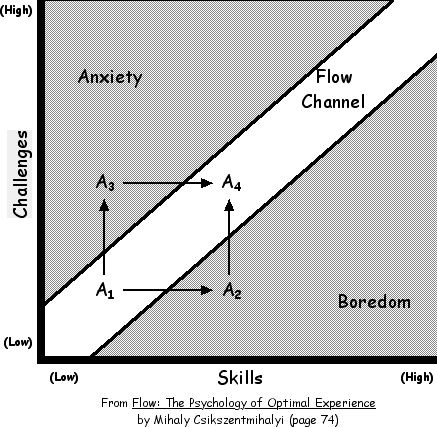 (High)
Anxiety
Flow
Channel
Challenges
A3
A4
A1
A2
Boredom
(Low)
(Low)
Skills
(High)
From Flow: The Psychology of Optimal Experience
by Mihaly Csikszentmihalyi (page 74)